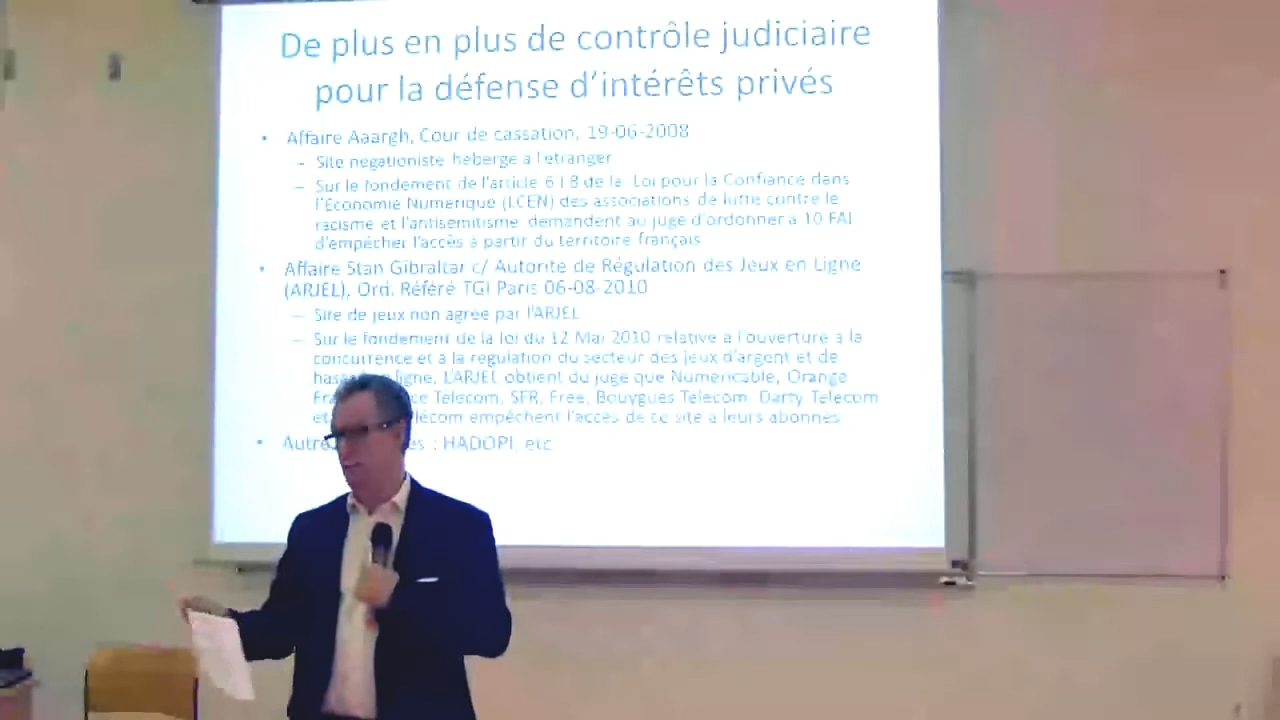 De plus en plus de contrôle judiciaire
pour la défense d'intérêts privés
• Affaire Aaargh, Cour de cassation, 19-06-2008
– Site negationiste heberge a l'etranger
– Sur le fondement de l'article 6 I 8 de la Loi pour la Confiance dans
l'Economie Numerique (LCEN) des associations de lutte contre le
racisme et l'antisemitisme demandent au juge d'ordonner a 10 FAI
d'empêcher l'accès a partir du territoire français
• Affaire Stan Gibraltar c/ Autorite de Régulation des Jeux en Ligne
(ARJEL), Ord. Référé TGI Paris 06-08-2010
– Site de jeux non agrée par l'ARJEL
– Sur le fondement de la loi du 12 Mai 2010 relative a l'ouverture a la
concurrence et a la regulation du secteur des jeux d'argent et de
ligne, L'ARJEL obtient du juge que Numericable, Orange
Telecom, SFR, Free, Bouygues Telecom, Darty Telecom
et empêchent l'accès de ce site a leurs abonnes
• : HADOPI, etc